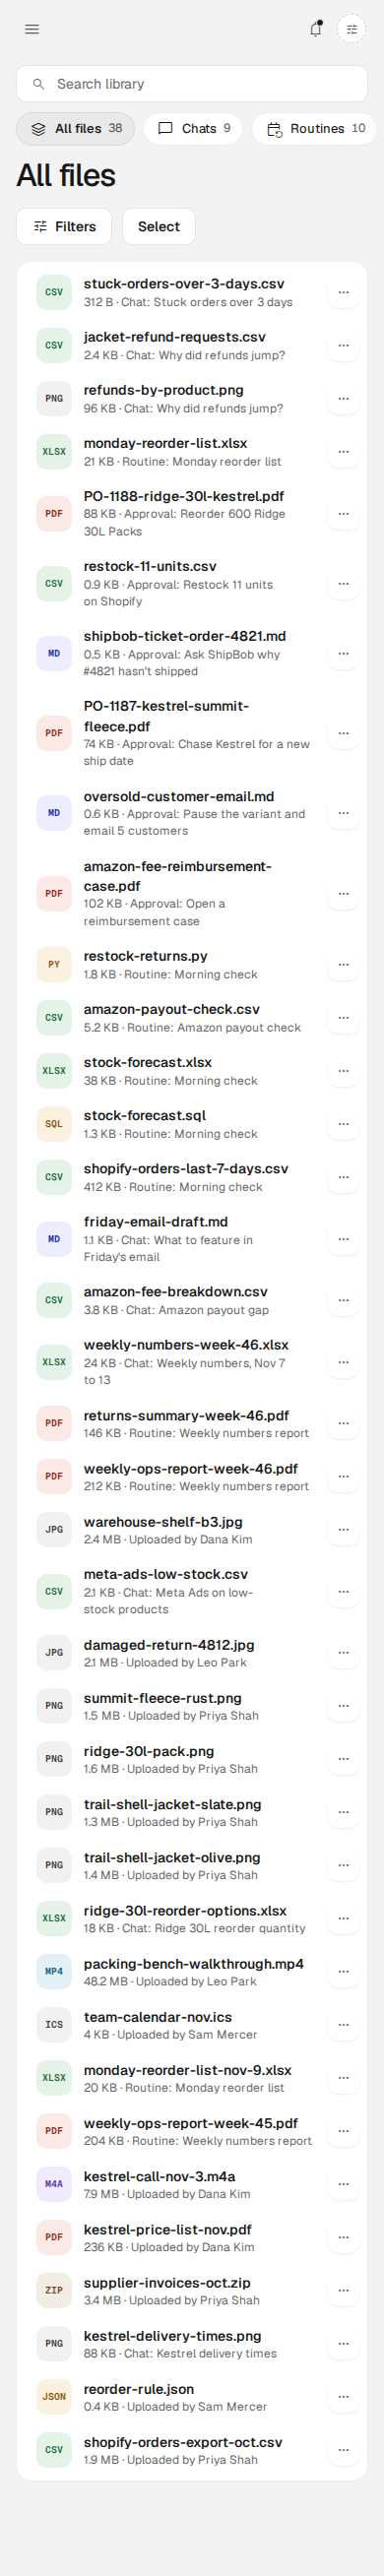 Search library
All files 38
Chats 9
Routines 10
All files
Filters
Select
CSV
stuck-orders-over-3-days.csv
312 B · Chat: Stuck orders over 3 days
CSV
jacket-refund-requests.csv
2.4 KB · Chat: Why did refunds jump?
PNG
refunds-by-product.png
96 KB · Chat: Why did refunds jump?
XLSX
monday-reorder-list.xlsx
21 KB · Routine: Monday reorder list
PDF
PO-1188-ridge-30l-kestrel.pdf
88 KB · Approval: Reorder 600 Ridge
30L Packs
CSV
restock-11-units.csv
0.9 KB · Approval: Restock 11 units
on Shopify
MD
shipbob-ticket-order-4821.md
0.5 KB · Approval: Ask ShipBob why
#4821 hasn't shipped
PDF
PO-1187-kestrel-summit-
fleece.pdf
74 KB · Approval: Chase Kestrel for a new
ship date
MD
oversold-customer-email.md
0.6 KB · Approval: Pause the variant and
email 5 customers
PDF
amazon-fee-reimbursement-
case.pdf
102 KB · Approval: Open a
reimbursement case
PY
restock-returns.py
1.8 KB · Routine: Morning check
CSV
amazon-payout-check.csv
5.2 KB · Routine: Amazon payout check
XLSX
stock-forecast.xlsx
38 KB · Routine: Morning check
SQL
stock-forecast.sql
1.3 KB · Routine: Morning check
CSV
shopify-orders-last-7-days.csv
412 KB · Routine: Morning check
MD
friday-email-draft.md
1.1 KB · Chat: What to feature in
Friday's email
CSV
amazon-fee-breakdown.csv
3.8 KB · Chat: Amazon payout gap
XLSX
weekly-numbers-week-46.xlsx
24 KB · Chat: Weekly numbers, Nov 7
to 13
PDF
returns-summary-week-46.pdf
146 KB · Routine: Weekly numbers report
PDF
weekly-ops-report-week-46.pdf
212 KB · Routine: Weekly numbers report
JPG
warehouse-shelf-b3.jpg
2.4 MB · Uploaded by Dana Kim
CSV
meta-ads-low-stock.csv
2.1 KB · Chat: Meta Ads on low-
stock products
JPG
damaged-return-4812.jpg
2.1 MB · Uploaded by Leo Park
PNG
summit-fleece-rust.png
1.5 MB · Uploaded by Priya Shah
PNG
ridge-30l-pack.png
1.6 MB · Uploaded by Priya Shah
PNG
trail-shell-jacket-slate.png
1.3 MB · Uploaded by Priya Shah
PNG
trail-shell-jacket-olive.png
1.4 MB · Uploaded by Priya Shah
XLSX
ridge-30l-reorder-options.xlsx
18 KB · Chat: Ridge 30L reorder quantity
MP4
packing-bench-walkthrough.mp4
48.2 MB · Uploaded by Leo Park
ICS
team-calendar-nov.ics
4 KB · Uploaded by Sam Mercer
XLSX
monday-reorder-list-nov-9.xlsx
20 KB · Routine: Monday reorder list
PDF
weekly-ops-report-week-45.pdf
204 KB · Routine: Weekly numbers report
M4A
kestrel-call-nov-3.m4a
7.9 MB · Uploaded by Dana Kim
PDF
kestrel-price-list-nov.pdf
236 KB · Uploaded by Dana Kim
ZIP
supplier-invoices-oct.zip
3.4 MB · Uploaded by Priya Shah
PNG
kestrel-delivery-times.png
88 KB · Chat: Kestrel delivery times
JSON
reorder-rule.json
0.4 KB · Uploaded by Sam Mercer
CSV
shopify-orders-export-oct.csv
1.9 MB · Uploaded by Priya Shah